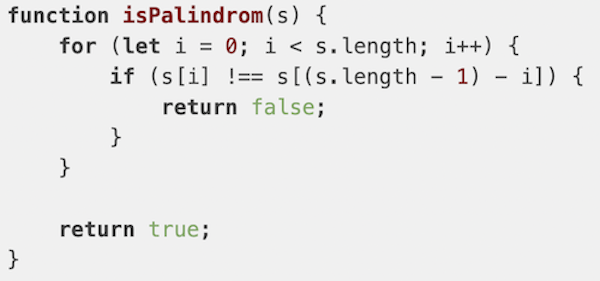 function isPalindrom(s) {
    for (let i = 0; i < s.length; i++) {
        if (s[i] !== s[(s.length - 1) - i]) {
            return false;
        }
    }

    return true;
}